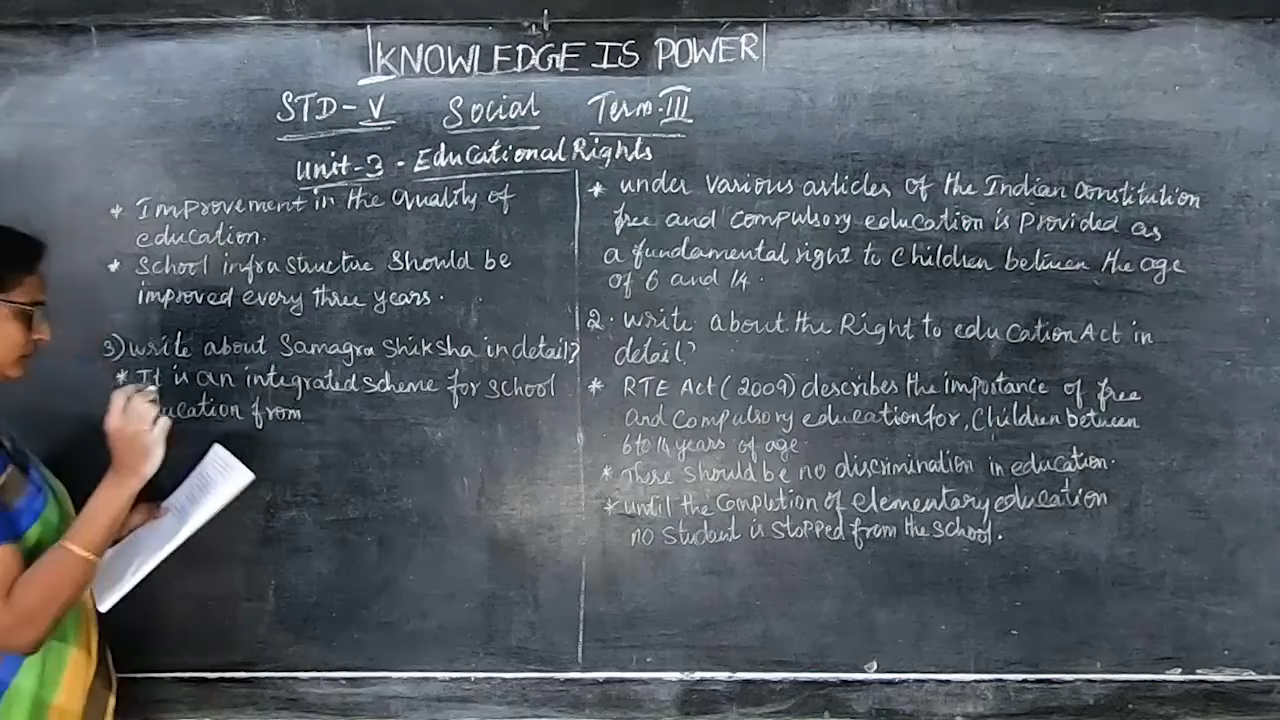 KNOWLEDGE IS POWER
STD-V Social Term-III
Unit-3 - Educational Rights
* Improvement in the quality of
education.
* School infrastructure should be
improved every three years.
3) write about Samagra Shiksha in detail?
* It is an integrated scheme for school
ucation from
* under various articles of the Indian Constitution
free and compulsory education is provided as
a fundamental right to children between the age
of 6 and 14.
2. write about the Right to education Act in
detail?
* RTE Act (2009) describes the importance of free
and compulsory education for, children between
6 to 14 years of age
* There should be no discrimination in education.
* until the completion of elementary education
no student is stopped from the school.